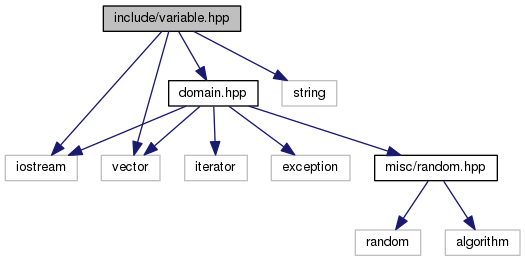 include/variable.hpp
domain.hpp
string
iostream
vector
iterator
exception
misc/random.hpp
random
algorithm